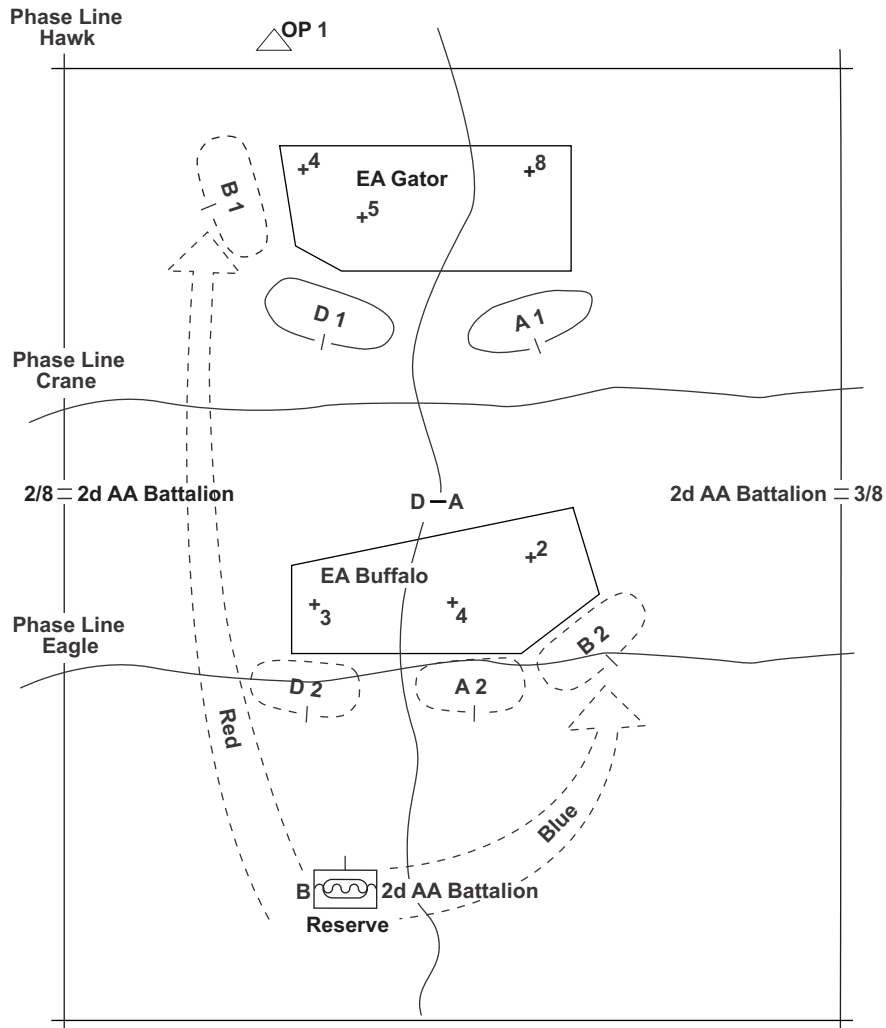 Phase Line
Hawk
OP 1
4
8
EA Gator
5
B 1
D 1
A 1
Phase Line
Crane
2/8 2d AA Battalion
2d AA Battalion 3/8
D A
2
EA Buffalo
3
4
Phase Line
Eagle
B 2
D 2
A 2
Red
Blue
B 2d AA Battalion
Reserve